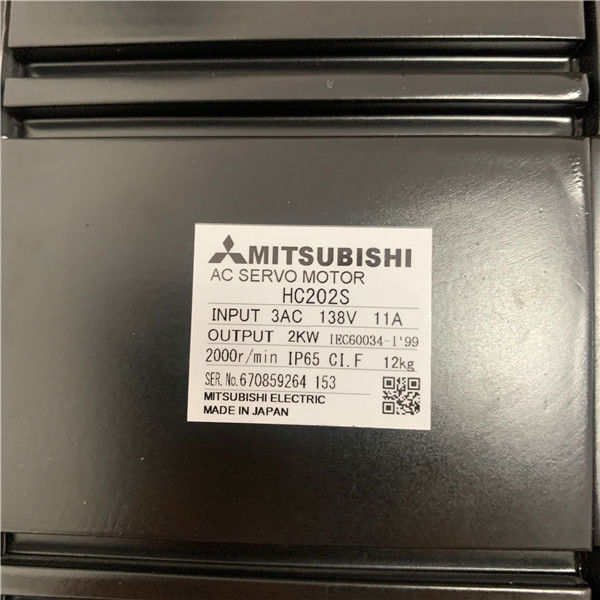 MITSUBISHI
AC SERVO MOTOR
HC202S
INPUT 3AC 138V 11A
OUTPUT 2KW IEC60034-1'99
2000r/min IP65 CI.F 12kg
SER.No.670859264 153
MITSUBISHI ELECTRIC
MADE IN JAPAN